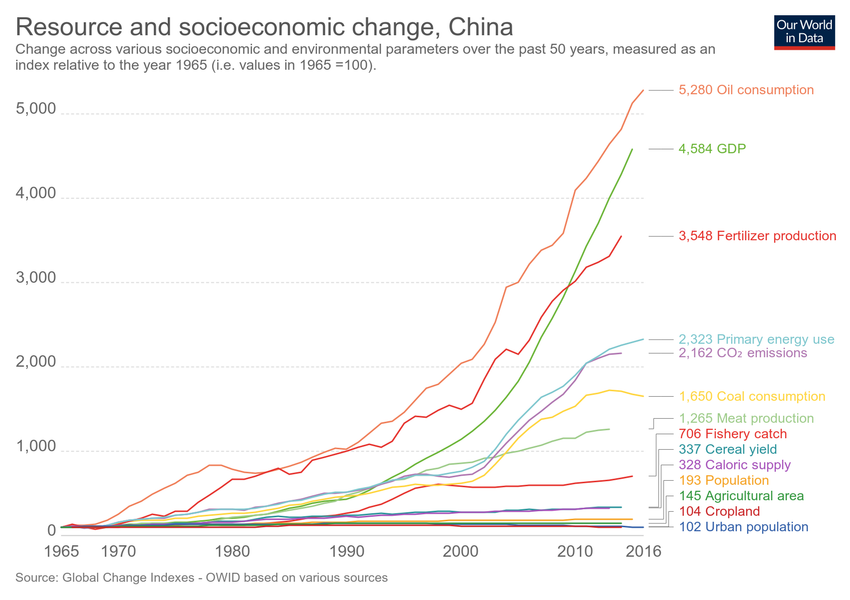 Resource and socioeconomic change, China
Our World
in Data
Change across various socioeconomic and environmental parameters over the past 50 years, measured as an
index relative to the year 1965 (i.e. values in 1965 =100).
5,280 Oil consumption
5,000
4,584 GDP
4,000
3,548 Fertilizer production
3,000
2,323 Primary energy use
2,162 CO₂ emissions
2,000
1,650 Coal consumption
1,265 Meat production
706 Fishery catch
1,000
337 Cereal yield
328 Caloric supply
193 Population
145 Agricultural area
104 Cropland
102 Urban population
0
1965 1970 1980 1990 2000 2010 2016
Source: Global Change Indexes - OWID based on various sources